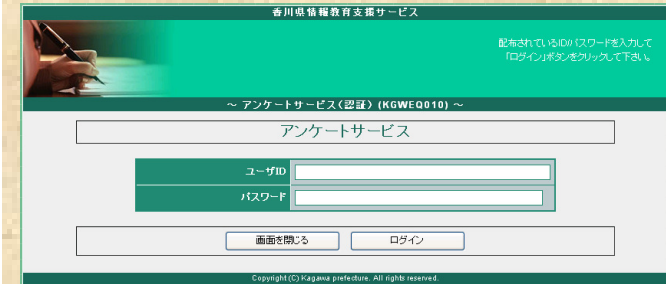 香川県情報教育支援サービス
配布されているID/パスワードを入力して
「ログイン」ボタンをクリックして下さい。
～ アンケートサービス(認証) (KGWEQ010) ～
アンケートサービス
ユーザID
パスワード
画面を閉じる
ログイン
Copyright (C) Kagawa prefecture. All rights reserved.